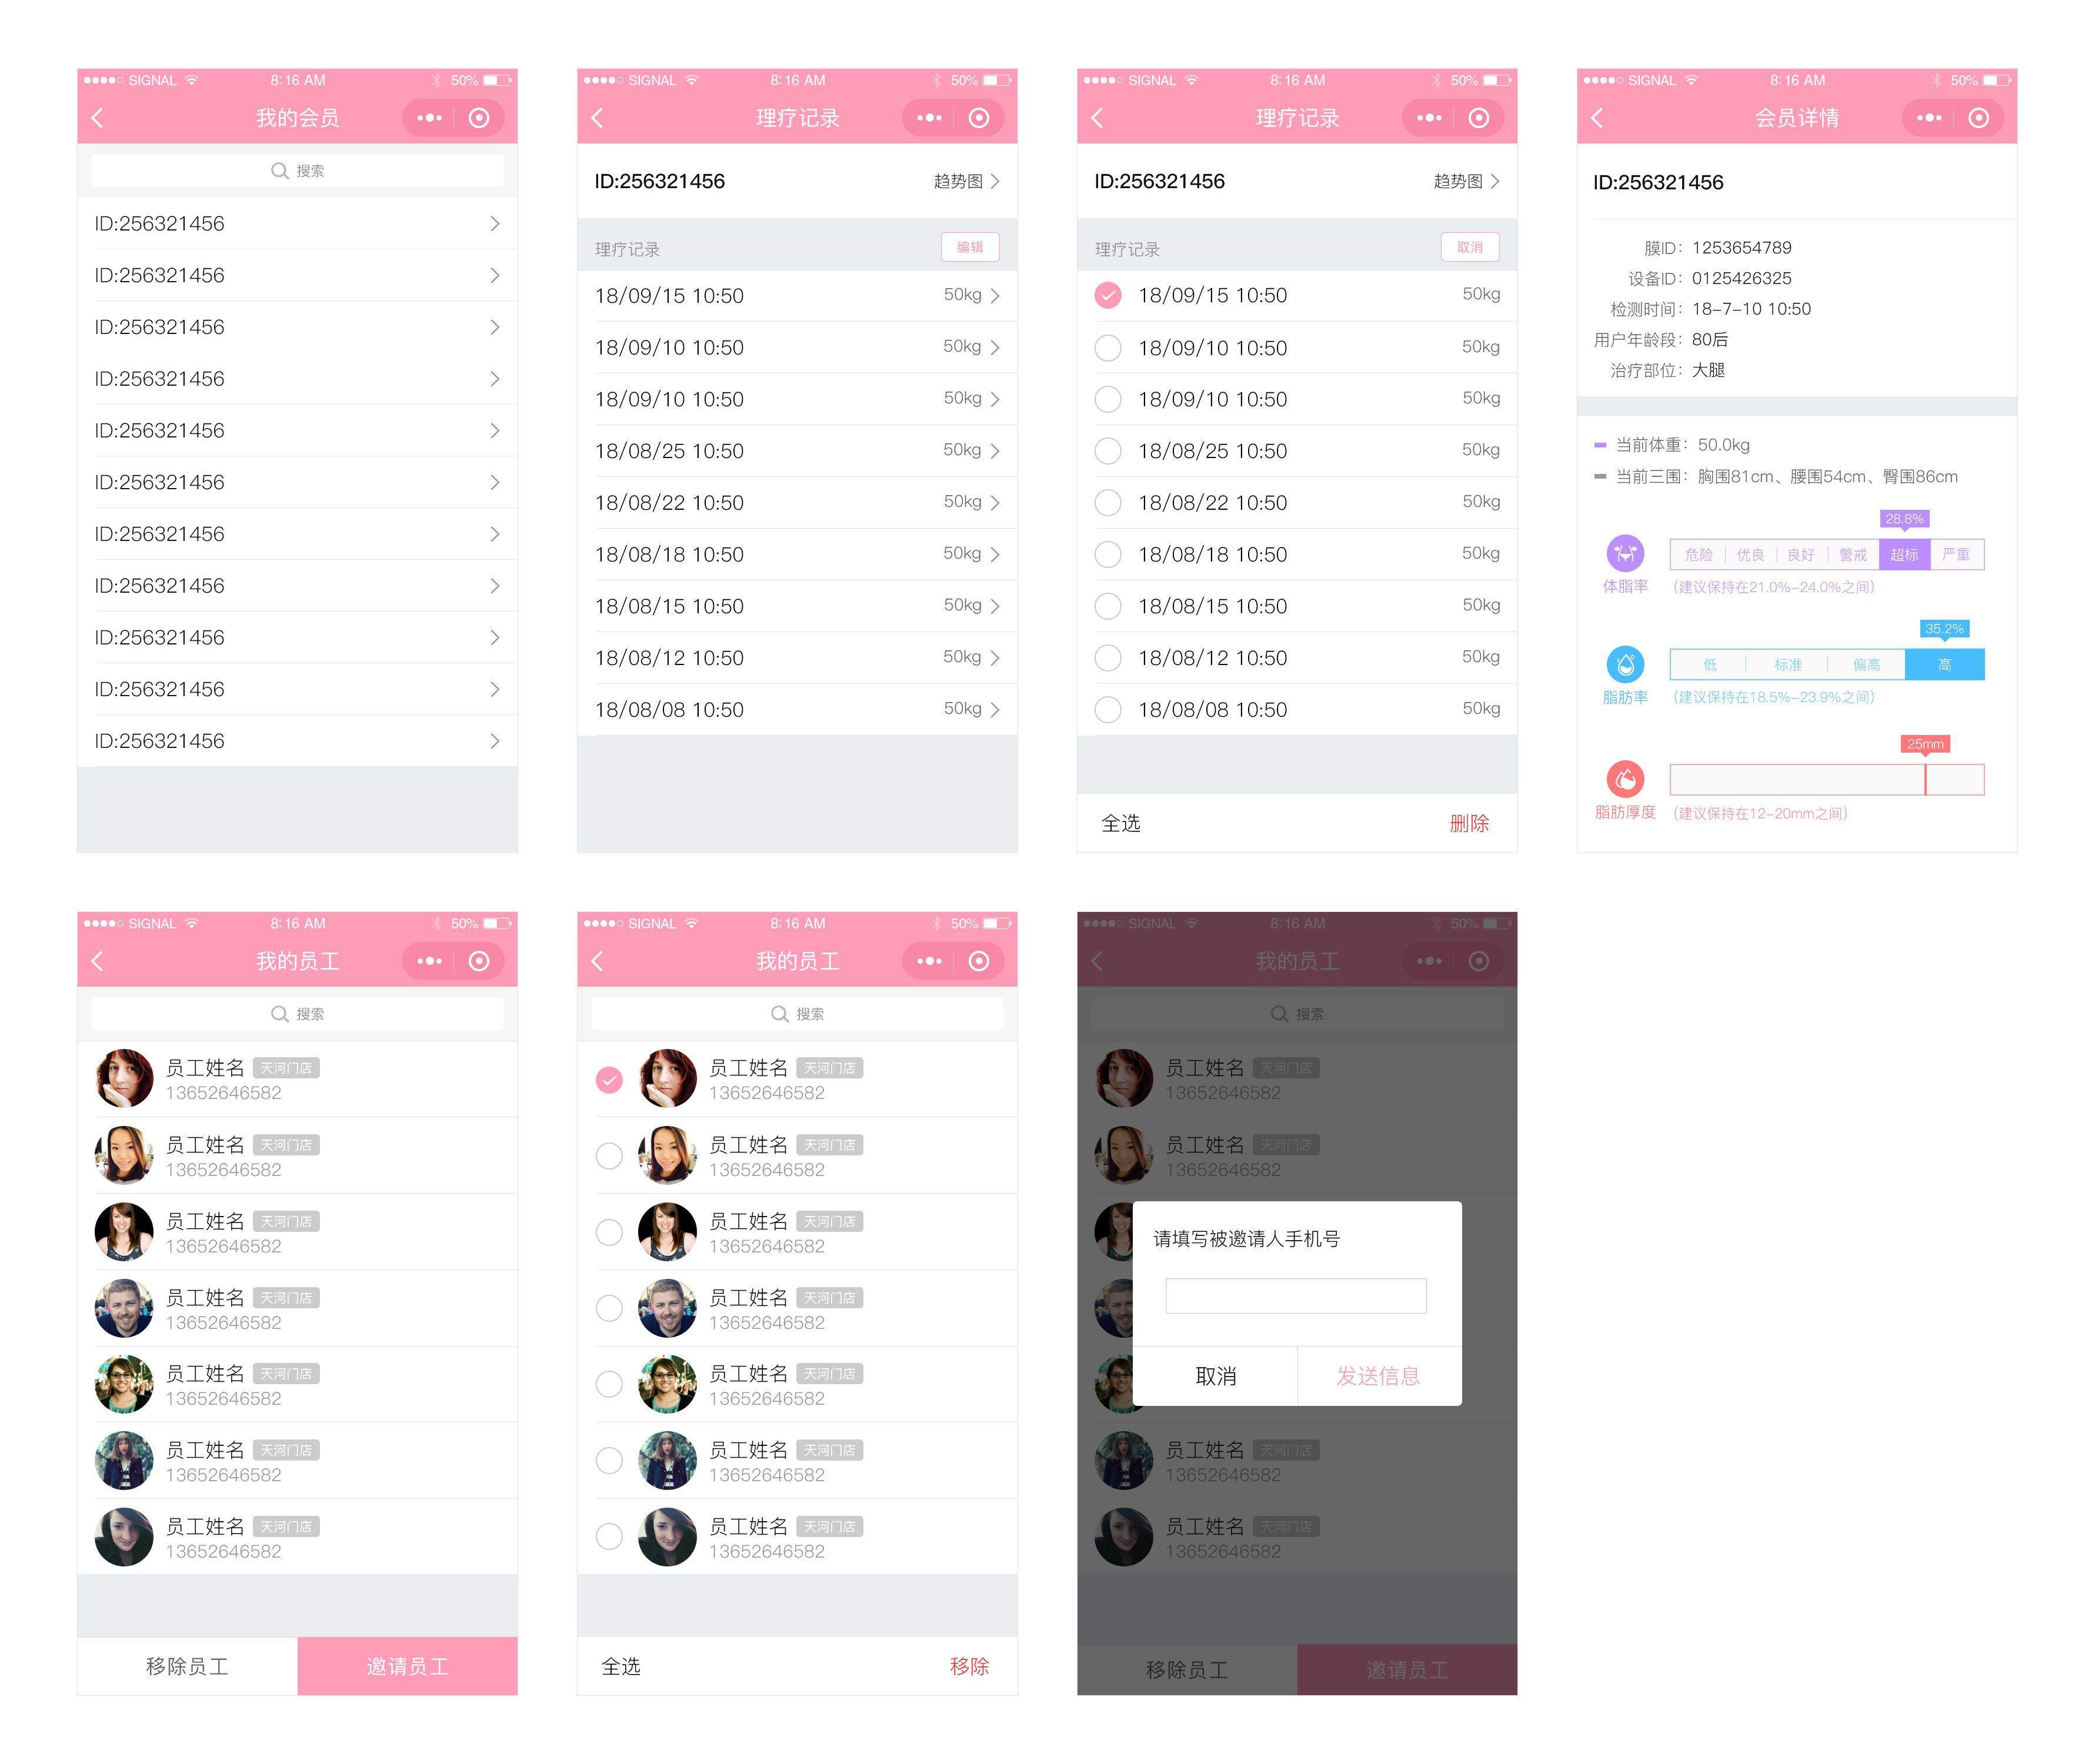 SIGNAL 8:16 AM 50%
我的会员
搜索
ID:256321456
ID:256321456
ID:256321456
ID:256321456
ID:256321456
ID:256321456
ID:256321456
ID:256321456
ID:256321456
ID:256321456
ID:256321456
SIGNAL 8:16 AM 50%
理疗记录
ID:256321456 趋势图
理疗记录 编辑
18/09/15 10:50 50kg
18/09/10 10:50 50kg
18/09/10 10:50 50kg
18/08/25 10:50 50kg
18/08/22 10:50 50kg
18/08/18 10:50 50kg
18/08/15 10:50 50kg
18/08/12 10:50 50kg
18/08/08 10:50 50kg
SIGNAL 8:16 AM 50%
理疗记录
ID:256321456 趋势图
理疗记录 取消
18/09/15 10:50 50kg
18/09/10 10:50 50kg
18/09/10 10:50 50kg
18/08/25 10:50 50kg
18/08/22 10:50 50kg
18/08/18 10:50 50kg
18/08/15 10:50 50kg
18/08/12 10:50 50kg
18/08/08 10:50 50kg
全选 删除
SIGNAL 8:16 AM 50%
会员详情
ID:256321456
膜ID：1253654789
设备ID：0125426325
检测时间：18-7-10 10:50
用户年龄段：80后
治疗部位：大腿
当前体重：50.0kg
当前三围：胸围81cm、腰围54cm、臀围86cm
28.8%
危险 优良 良好 警戒 超标 严重
体脂率 （建议保持在21.0%-24.0%之间）
35.2%
低 标准 偏高 高
脂肪率 （建议保持在18.5%-23.9%之间）
25mm
脂肪厚度 （建议保持在12-20mm之间）
SIGNAL 8:16 AM 50%
我的员工
搜索
员工姓名 天河门店
13652646582
员工姓名 天河门店
13652646582
员工姓名 天河门店
13652646582
员工姓名 天河门店
13652646582
员工姓名 天河门店
13652646582
员工姓名 天河门店
13652646582
员工姓名 天河门店
13652646582
移除员工 邀请员工
SIGNAL 8:16 AM 50%
我的员工
搜索
员工姓名 天河门店
13652646582
员工姓名 天河门店
13652646582
员工姓名 天河门店
13652646582
员工姓名 天河门店
13652646582
员工姓名 天河门店
13652646582
员工姓名 天河门店
13652646582
员工姓名 天河门店
13652646582
全选 移除
SIGNAL 8:16 AM 50%
我的员工
搜索
员工姓名 天河门店
13652646582
员工姓名 天河门店
13652646582
请填写被邀请人手机号
取消 发送信息
员工姓名 天河门店
13652646582
员工姓名 天河门店
13652646582
移除员工 邀请员工